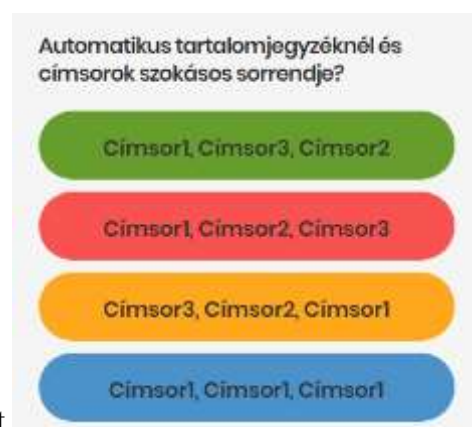 Automatikus tartalomjegyzéknél és
címsorok szokásos sorrendje?
Címsor1, Címsor3, Címsor2
Címsor1, Címsor2, Címsor3
Címsor3, Címsor2, Címsor1
Címsor1, Címsor1, Címsor1
t